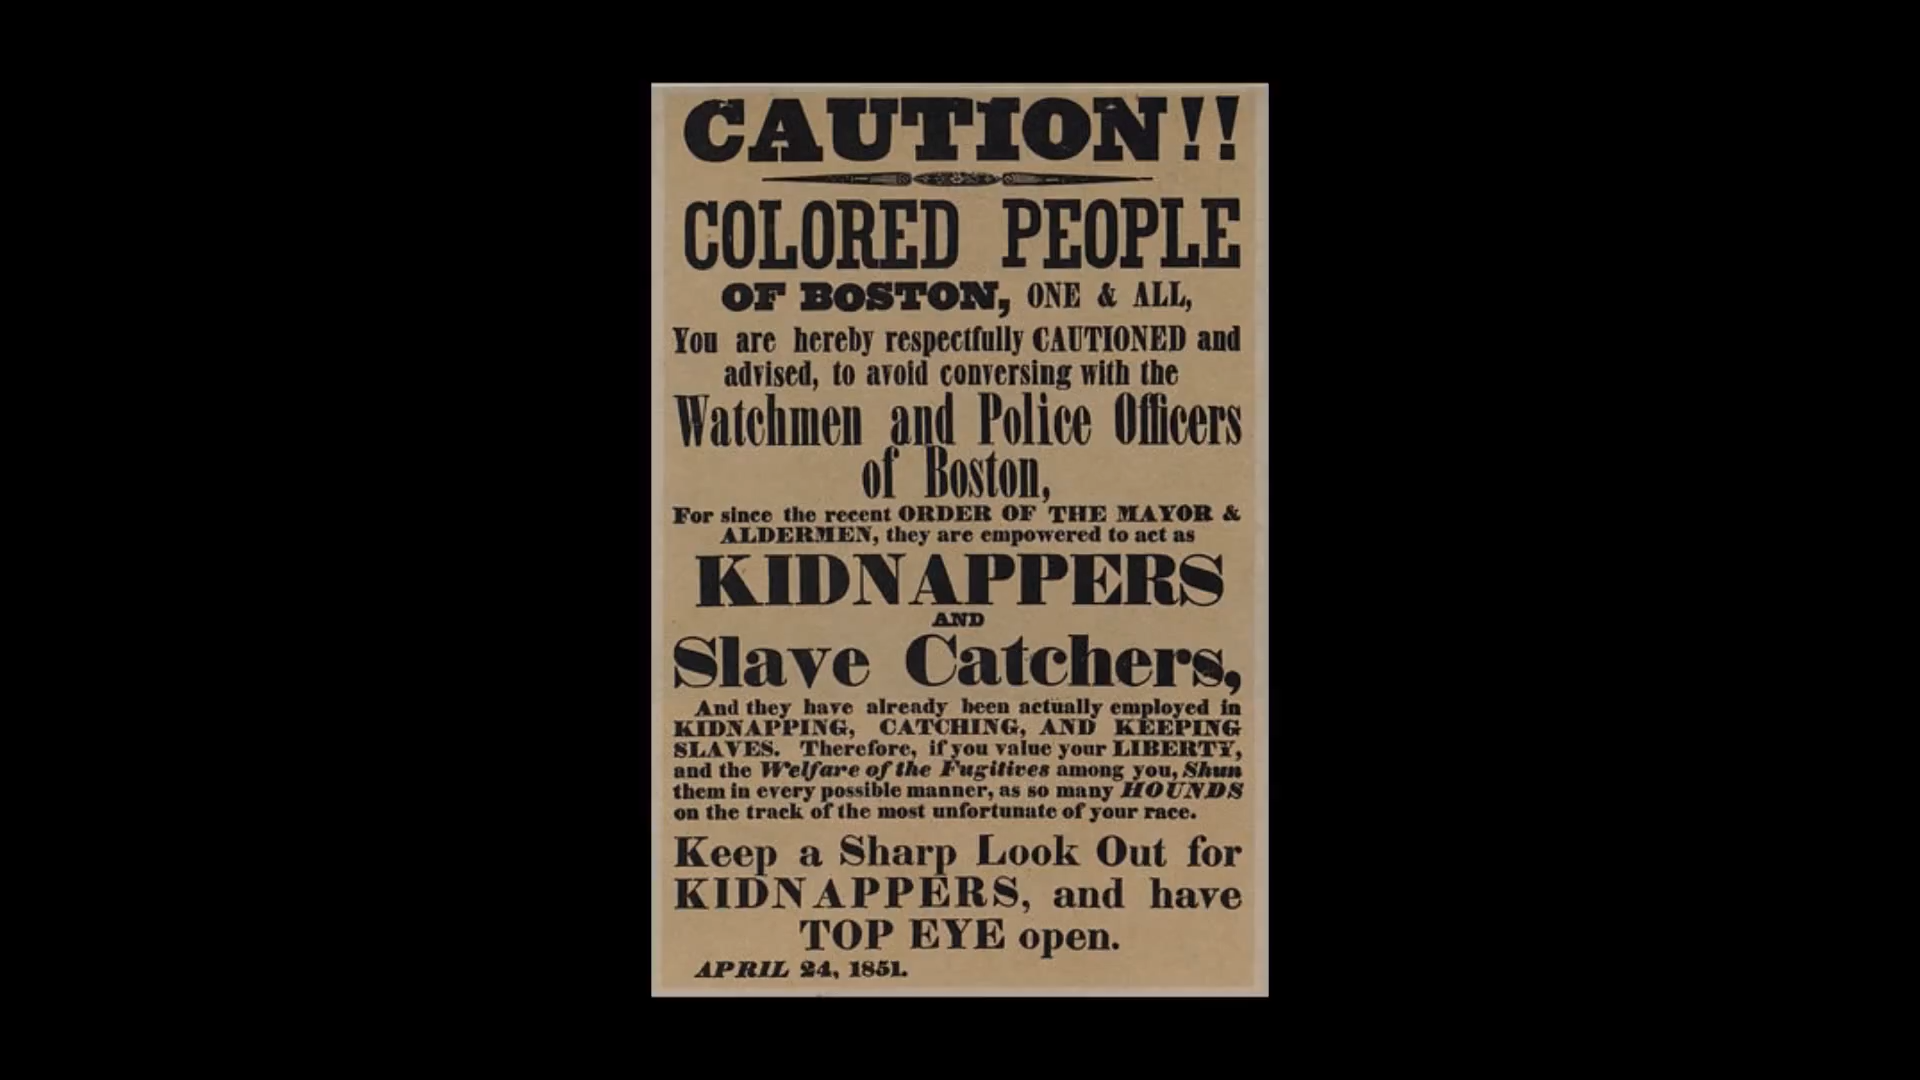 CAUTION!!
COLORED PEOPLE
OF BOSTON, ONE & ALL,
You are hereby respectfully CAUTIONED and
advised, to avoid conversing with the
Watchmen and Police Officers
of Boston,
For since the recent ORDER OF THE MAYOR &
ALDERMEN, they are empowered to act as
KIDNAPPERS
AND
Slave Catchers,
And they have already been actually employed in
KIDNAPPING, CATCHING, AND KEEPING
SLAVES. Therefore, if you value your LIBERTY,
and the Welfare of the Fugitives among you, Shun
them in every possible manner, as so many HOUNDS
on the track of the most unfortunate of your race.
Keep a Sharp Look Out for
KIDNAPPERS, and have
TOP EYE open.
APRIL 24, 1851.